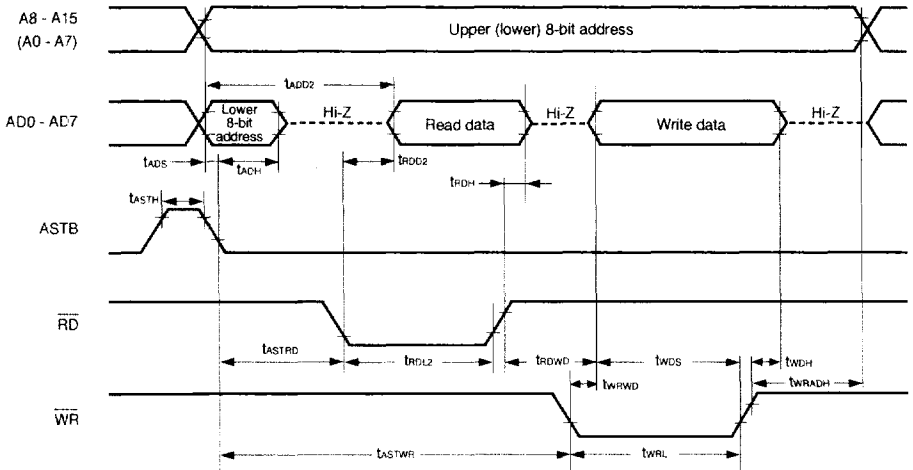 A8 - A15
(A0 - A7)
Upper (lower) 8-bit address
tADD2
AD0 - AD7
Lower
8-bit
address
Hi-Z
Read data
Hi-Z
Write data
Hi-Z
tADS
tADH
tRDD2
tRDH
tASTH
ASTB
RD
tASTRD
tRDL2
tRDWD
tWDS
tWDH
tWRWD
tWRADH
WR
tASTWR
tWRL